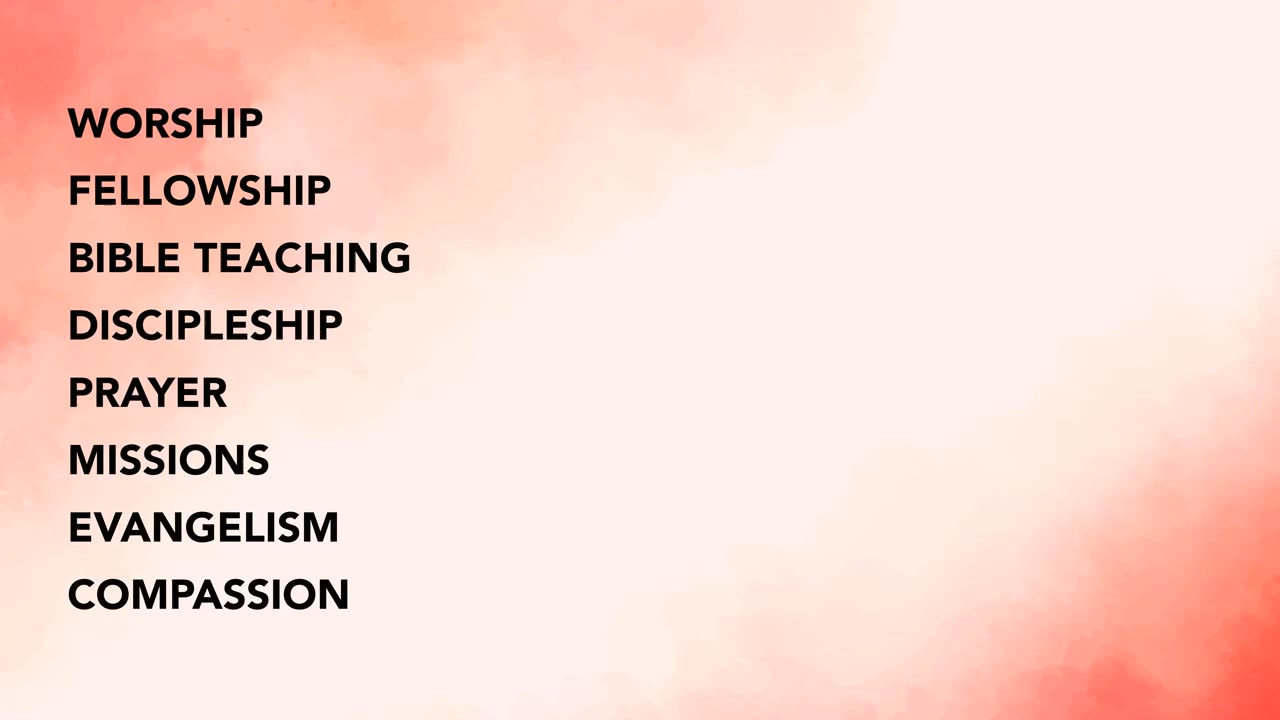 WORSHIP
FELLOWSHIP
BIBLE TEACHING
DISCIPLESHIP
PRAYER
MISSIONS
EVANGELISM
COMPASSION